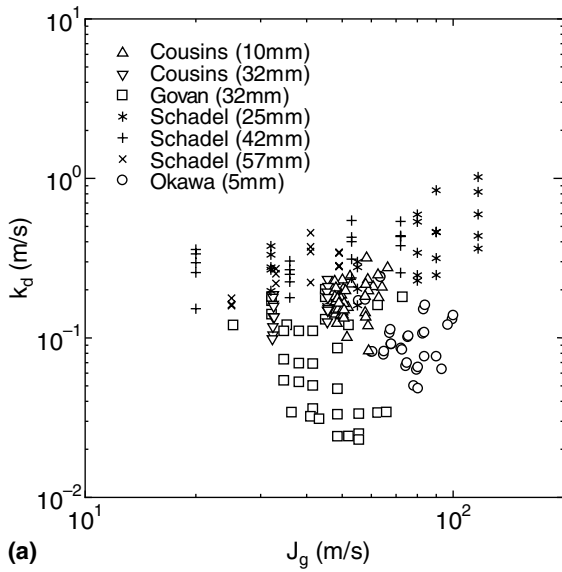 10^1
Cousins (10mm)
Cousins (32mm)
Govan (32mm)
Schadel (25mm)
Schadel (42mm)
Schadel (57mm)
Okawa (5mm)
10^0
k_d (m/s)
10^-1
10^-2
10^1
10^2
(a)
J_g (m/s)